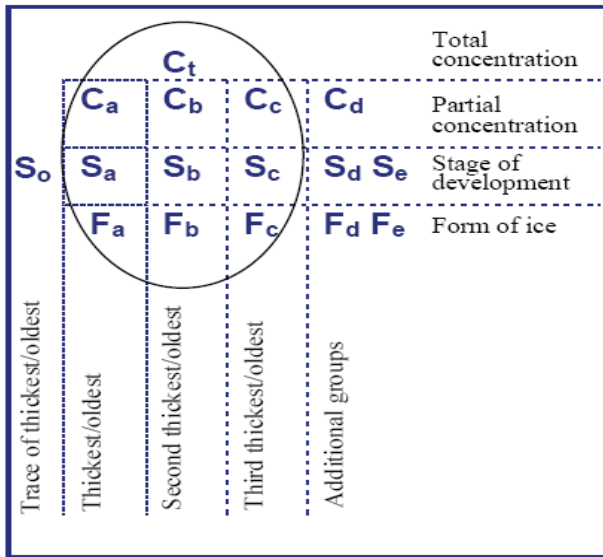 Ct
Total
concentration
Ca Cb Cc Cd
Partial
concentration
So Sa Sb Sc Sd Se
Stage of
development
Fa Fb Fc Fd Fe
Form of ice
Trace of thickest/oldest
Thickest/oldest
Second thickest/oldest
Third thickest/oldest
Additional groups